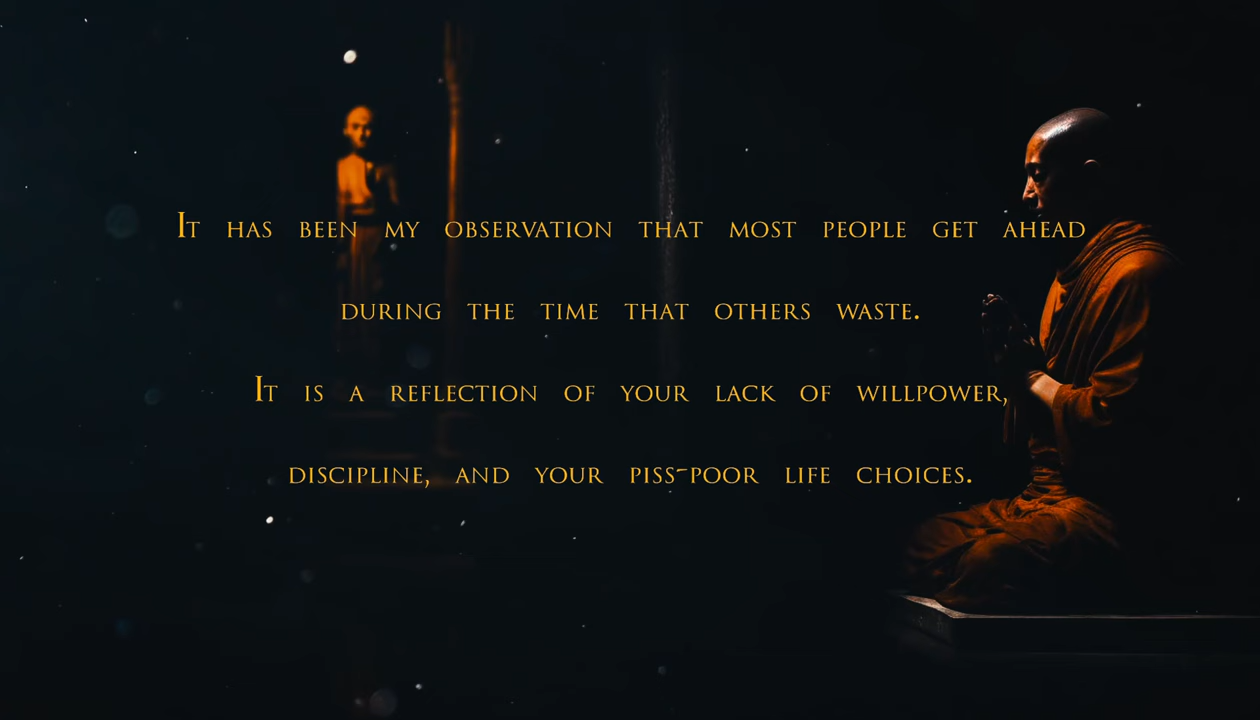 It has been my observation that most people get ahead
during the time that others waste.
It is a reflection of your lack of willpower,
discipline, and your piss-poor life choices.